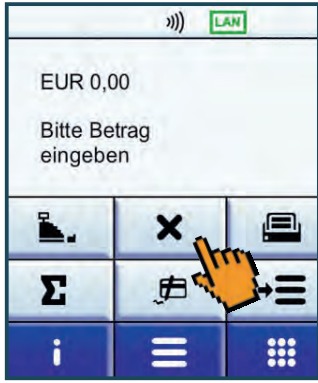 LAN
EUR 0,00
Bitte Betrag
eingeben
Σ
i